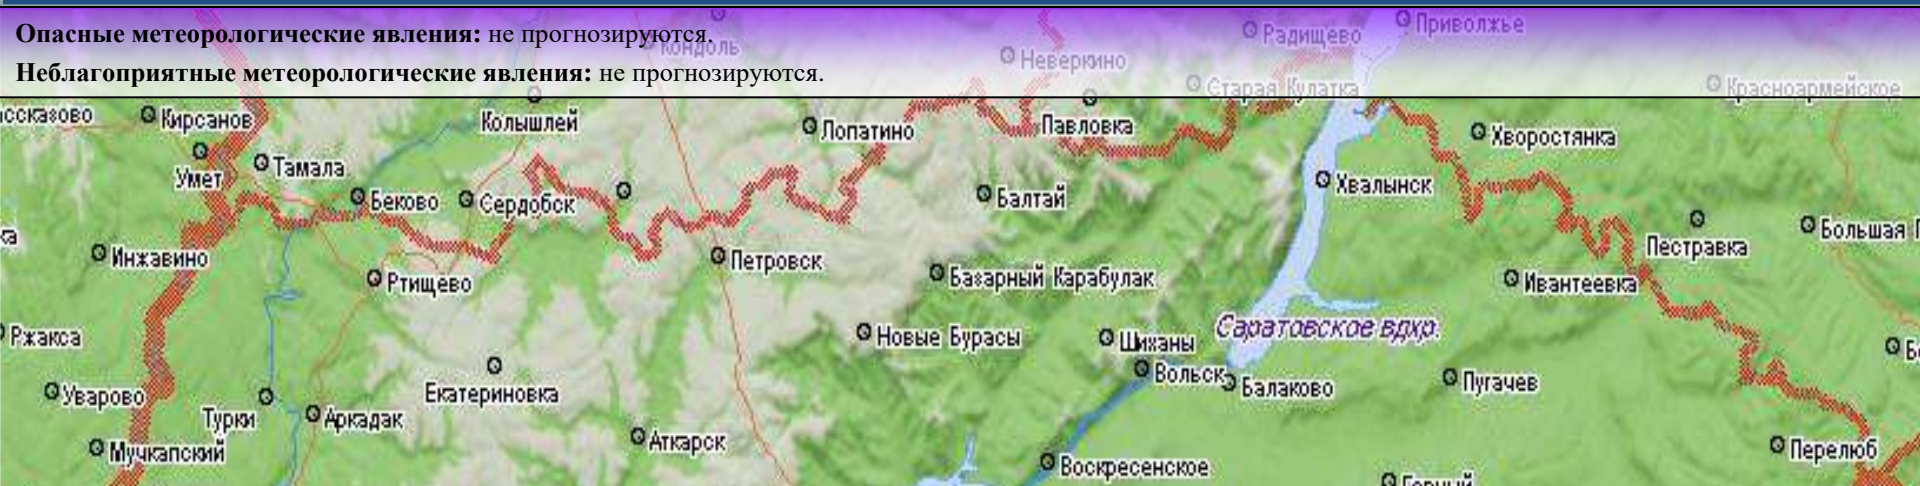 Опасные метеорологические явления: не прогнозируются.
Неблагоприятные метеорологические явления: не прогнозируются.
Приволжье
Радищево
Кондоль
Неверкино
Старая Кулатка
Красноармейское
Кирсанов
Колышлей
Лопатино
Павловка
Хворостянка
Умет
Тамала
Беково
Сердобск
Балтай
Хвалынск
Пестравка
Большая
Инжавино
Ртищево
Петровск
Базарный Карабулак
Ивантеевка
Ржакса
Новые Бурасы
Шиханы
Саратовское вдхр.
Екатериновка
Вольск
Балаково
Пугачев
Уварово
Турки
Аркадак
Аткарск
Мучкапский
Воскресенское
Перелюб